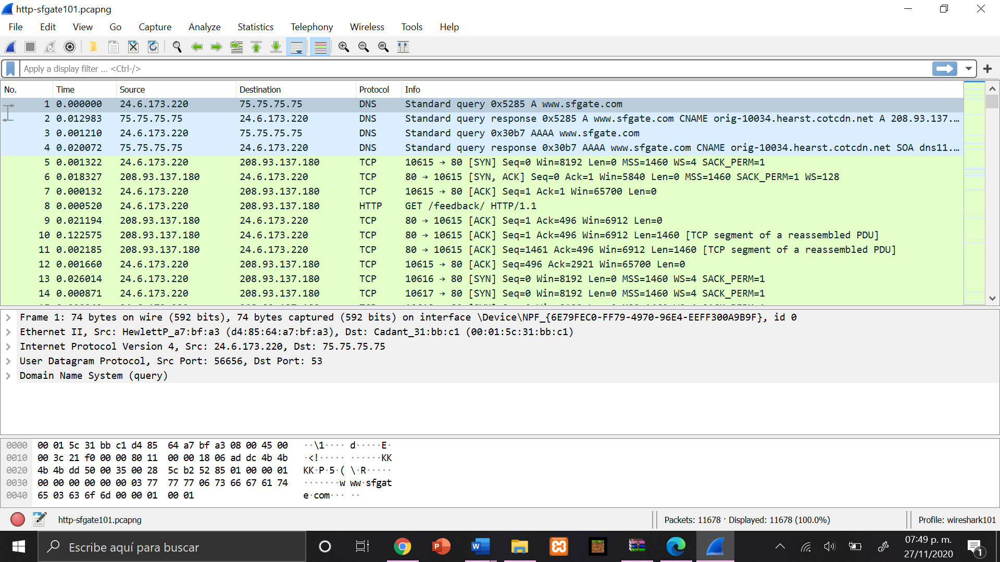 http-sfgate101.pcapng
File Edit View Go Capture Analyze Statistics Telephony Wireless Tools Help
Apply a display filter ... <Ctrl-/>
No. Time Source Destination Protocol Info
1 0.000000 24.6.173.220 75.75.75.75 DNS Standard query 0x5285 A www.sfgate.com
2 0.012983 75.75.75.75 24.6.173.220 DNS Standard query response 0x5285 A www.sfgate.com CNAME orig-10034.hearst.cotcdn.net A 208.93.137.…
3 0.001210 24.6.173.220 75.75.75.75 DNS Standard query 0x30b7 AAAA www.sfgate.com
4 0.020072 75.75.75.75 24.6.173.220 DNS Standard query response 0x30b7 AAAA www.sfgate.com CNAME orig-10034.hearst.cotcdn.net SOA dns11.…
5 0.001322 24.6.173.220 208.93.137.180 TCP 10615 → 80 [SYN] Seq=0 Win=8192 Len=0 MSS=1460 WS=4 SACK_PERM=1
6 0.018327 208.93.137.180 24.6.173.220 TCP 80 → 10615 [SYN, ACK] Seq=0 Ack=1 Win=5840 Len=0 MSS=1460 SACK_PERM=1 WS=128
7 0.000132 24.6.173.220 208.93.137.180 TCP 10615 → 80 [ACK] Seq=1 Ack=1 Win=65700 Len=0
8 0.000520 24.6.173.220 208.93.137.180 HTTP GET /feedback/ HTTP/1.1
9 0.021194 208.93.137.180 24.6.173.220 TCP 80 → 10615 [ACK] Seq=1 Ack=496 Win=6912 Len=0
10 0.122575 208.93.137.180 24.6.173.220 TCP 80 → 10615 [ACK] Seq=1 Ack=496 Win=6912 Len=1460 [TCP segment of a reassembled PDU]
11 0.002185 208.93.137.180 24.6.173.220 TCP 80 → 10615 [ACK] Seq=1461 Ack=496 Win=6912 Len=1460 [TCP segment of a reassembled PDU]
12 0.001660 24.6.173.220 208.93.137.180 TCP 10615 → 80 [ACK] Seq=496 Ack=2921 Win=65700 Len=0
13 0.026014 24.6.173.220 208.93.137.180 TCP 10616 → 80 [SYN] Seq=0 Win=8192 Len=0 MSS=1460 WS=4 SACK_PERM=1
14 0.000871 24.6.173.220 208.93.137.180 TCP 10617 → 80 [SYN] Seq=0 Win=8192 Len=0 MSS=1460 WS=4 SACK_PERM=1
Frame 1: 74 bytes on wire (592 bits), 74 bytes captured (592 bits) on interface \Device\NPF_{6E79FEC0-FF79-4970-96E4-EEFF300A9B9F}, id 0
Ethernet II, Src: HewlettP_a7:bf:a3 (d4:85:64:a7:bf:a3), Dst: Cadant_31:bb:c1 (00:01:5c:31:bb:c1)
Internet Protocol Version 4, Src: 24.6.173.220, Dst: 75.75.75.75
User Datagram Protocol, Src Port: 56656, Dst Port: 53
Domain Name System (query)
0000 00 01 5c 31 bb c1 d4 85 64 a7 bf a3 08 00 45 00 ··\1···· d·····E·
0010 00 3c 21 f0 00 00 80 11 00 00 18 06 ad dc 4b 4b ·<!····· ······KK
0020 4b 4b dd 50 00 35 00 28 5c b2 52 85 01 00 00 01 KK·P·5·( \·R·····
0030 00 00 00 00 00 00 03 77 77 77 06 73 66 67 61 74 ·······w ww·sfgat
0040 65 03 63 6f 6d 00 00 01 00 01 e·com··· ··
http-sfgate101.pcapng
Packets: 11678 · Displayed: 11678 (100.0%)
Profile: wireshark101
Escribe aquí para buscar
07:49 p. m.
27/11/2020
1